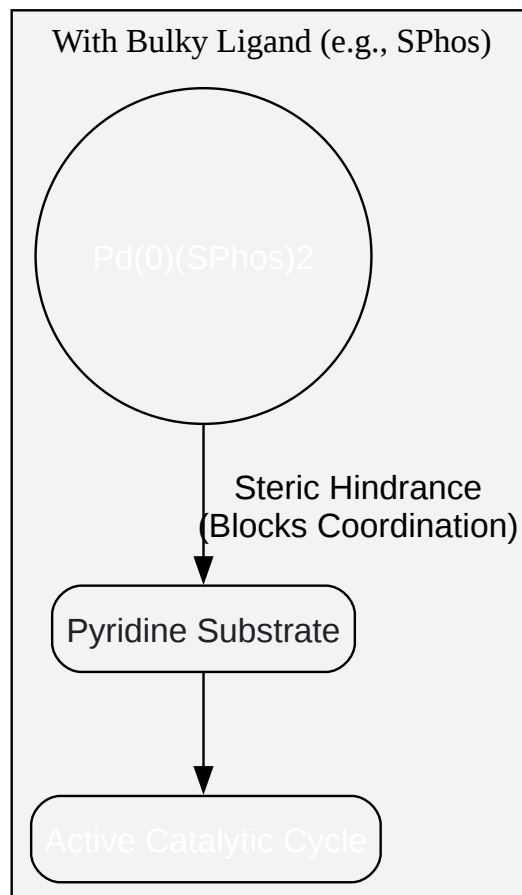 With Bulky Ligand (e.g., SPhos)
Pd(0)(SPhos)2
Steric Hindrance
(Blocks Coordination)
Pyridine Substrate
Active Catalytic Cycle